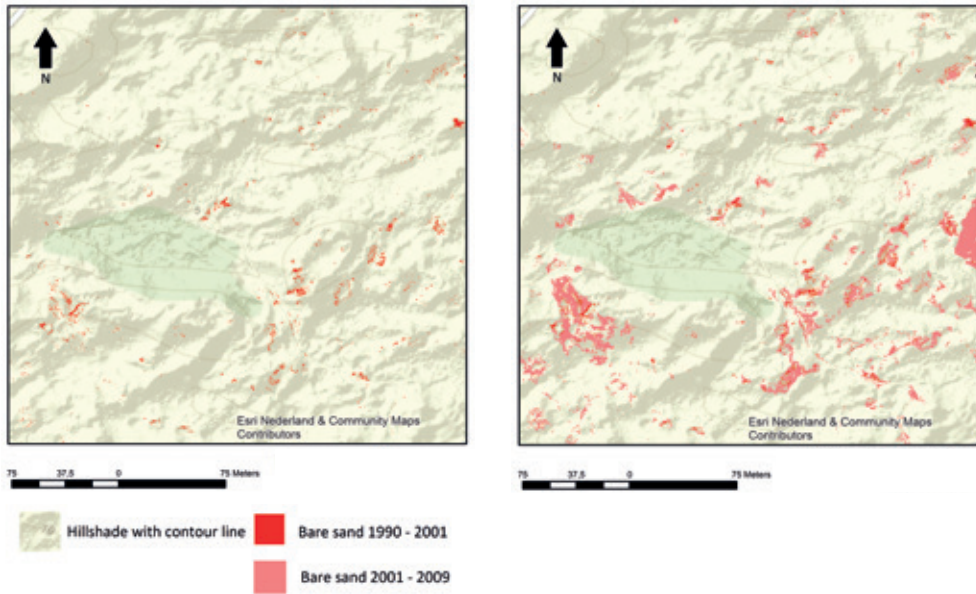 N
N
Esri Nederland & Community Maps
Contributors
Esri Nederland & Community Maps
Contributors
75 37,5 0 75 Meters
75 37,5 0 75 Meters
Hillshade with contour line
Bare sand 1990 - 2001
Bare sand 2001 - 2009